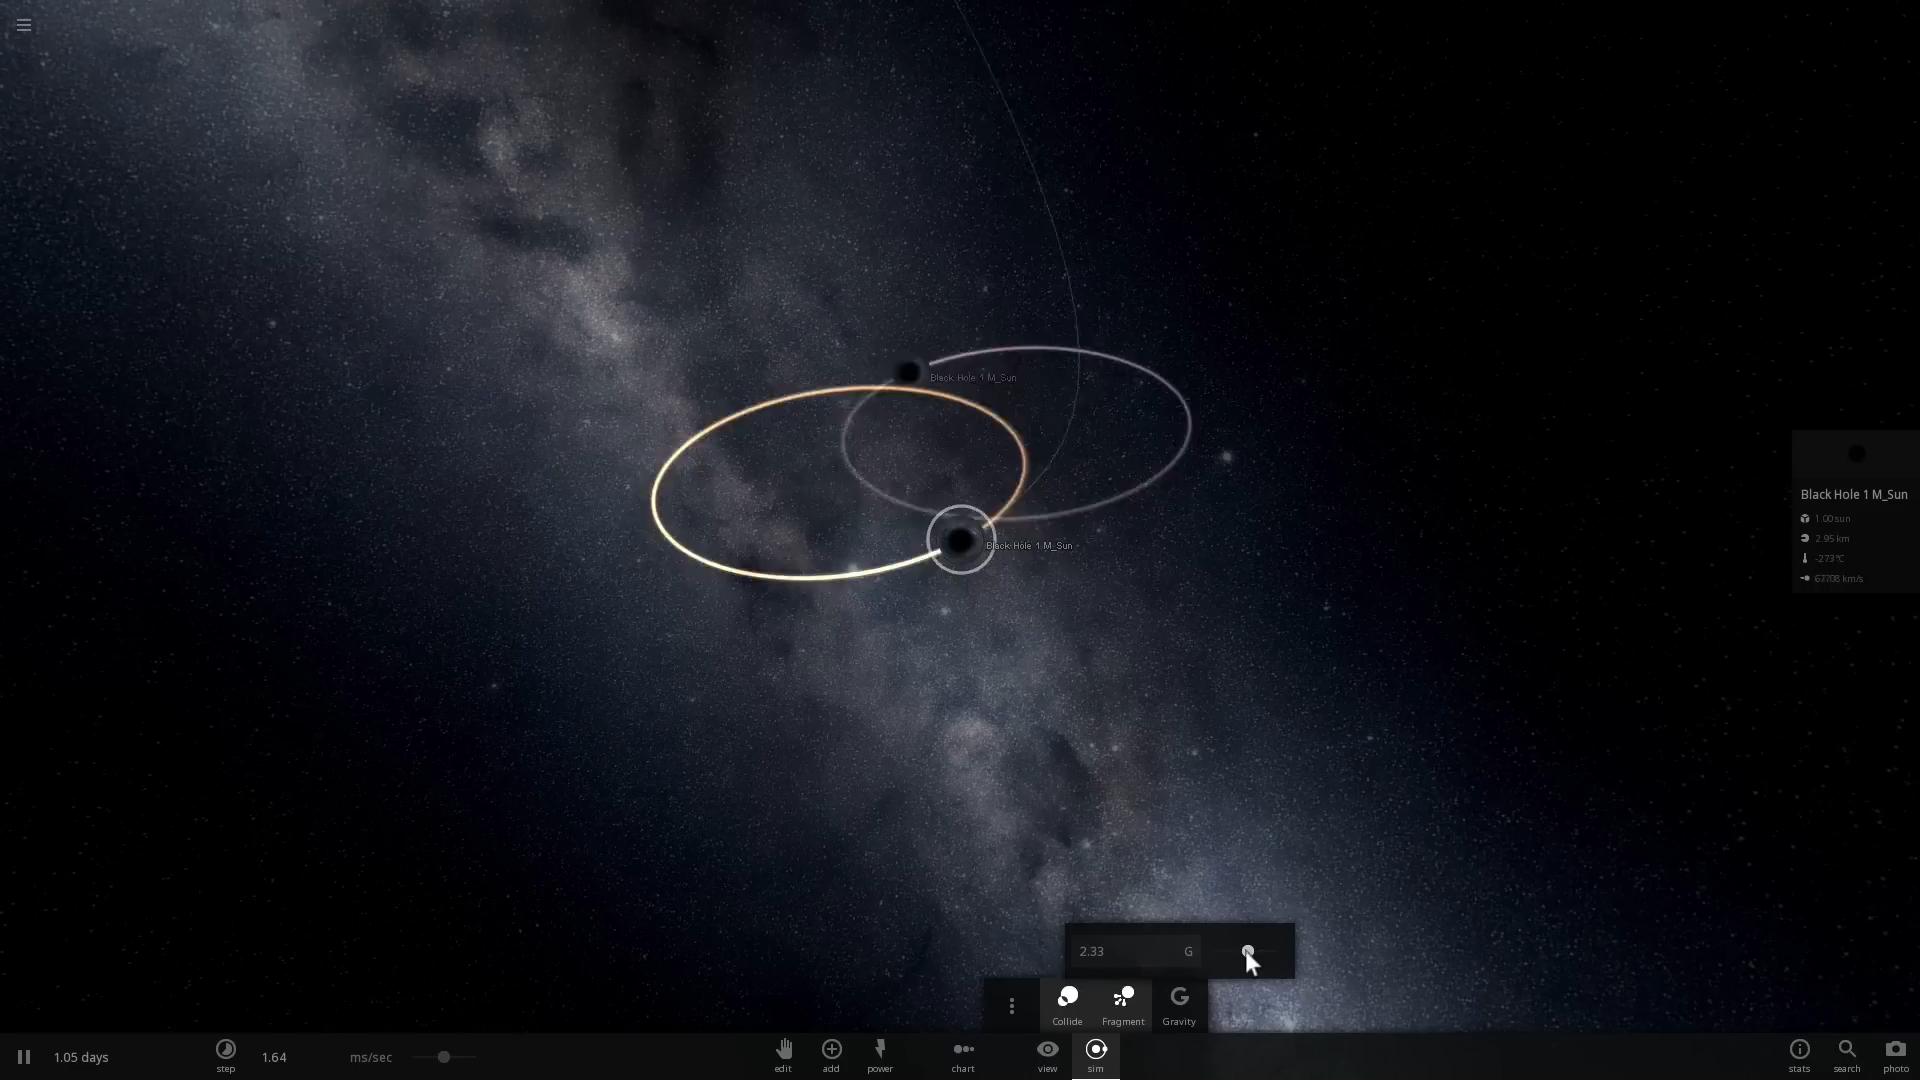 Black Hole 1 M_Sun
Black Hole 1 M_Sun
Black Hole 1 M_Sun
1.00 sun
2.95 km
-273 °C
67708 km/s
2.33 G
Collide Fragment Gravity
1.05 days
step
1.64 ms/sec
edit
add
power
chart
view
sim
stats
search
photo